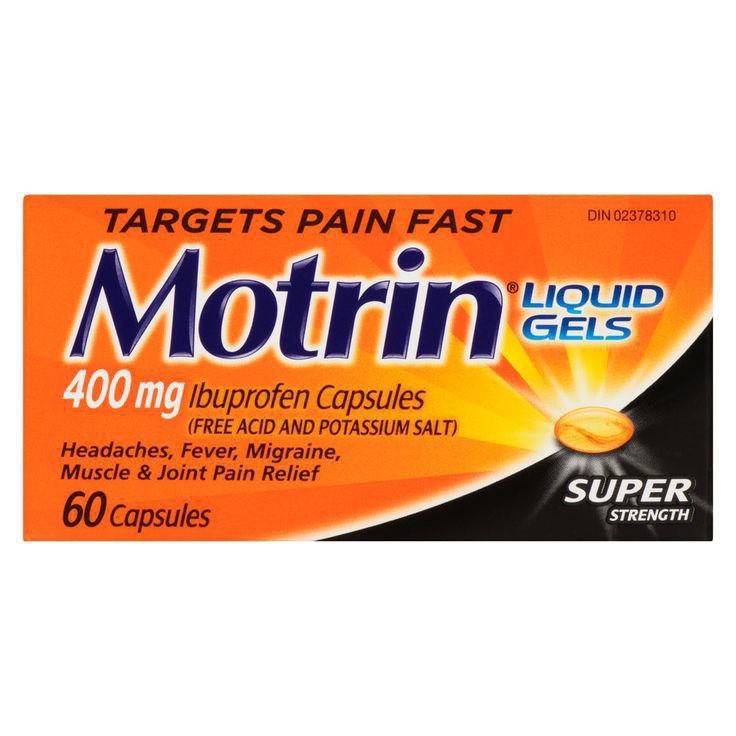 TARGETS PAIN FAST
DIN 02378310
Motrin® LIQUID
GELS
400 mg Ibuprofen Capsules
(FREE ACID AND POTASSIUM SALT)
Headaches, Fever, Migraine,
Muscle & Joint Pain Relief
60 Capsules
SUPER
STRENGTH